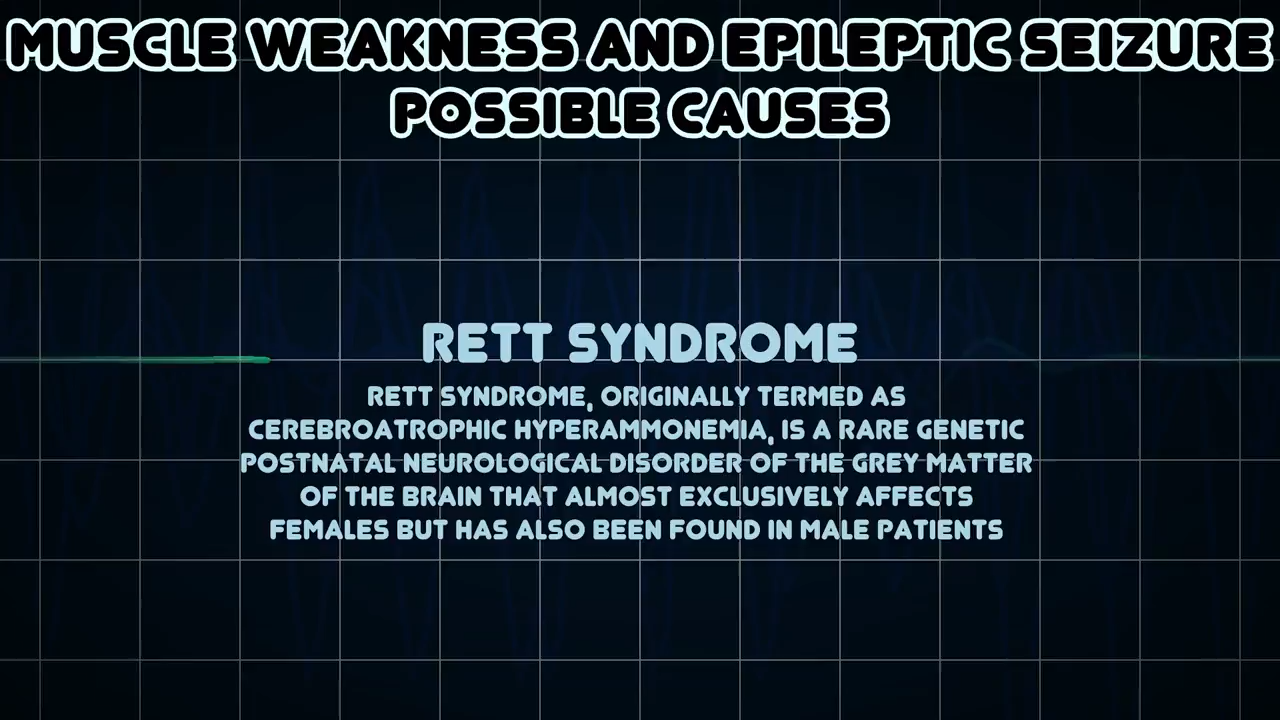 MUSCLE WEAKNESS AND EPILEPTIC SEIZURE
POSSIBLE CAUSES
RETT SYNDROME
RETT SYNDROME, ORIGINALLY TERMED AS
CEREBROATROPHIC HYPERAMMONEMIA, IS A RARE GENETIC
POSTNATAL NEUROLOGICAL DISORDER OF THE GREY MATTER
OF THE BRAIN THAT ALMOST EXCLUSIVELY AFFECTS
FEMALES BUT HAS ALSO BEEN FOUND IN MALE PATIENTS